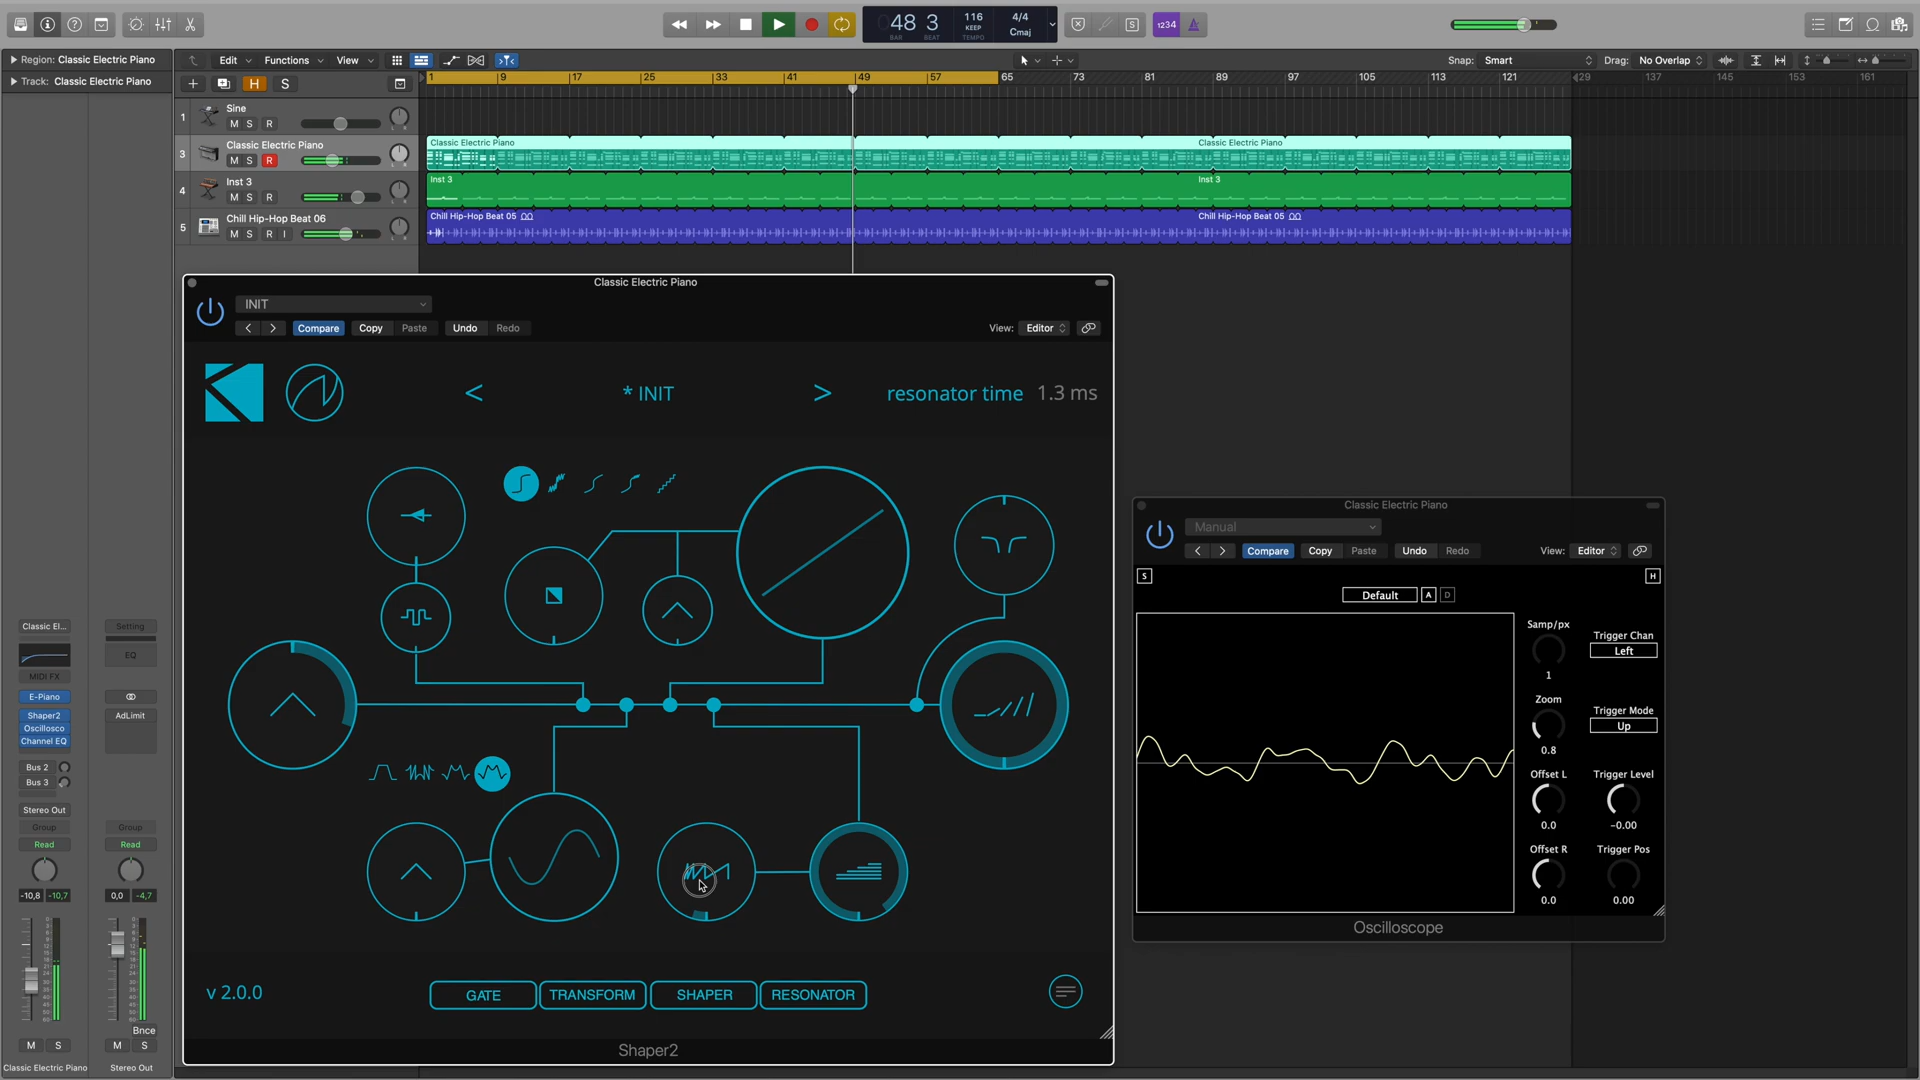 48 3
BAR BEAT
116
KEEP
TEMPO
4/4
Cmaj
S
1234
Region: Classic Electric Piano
Track: Classic Electric Piano
Edit Functions View
Snap: Smart
Drag: No Overlap
H S
1 9 17 25 33 41 49 57 65 73 81 89 97 105 113 121 129 137 145 153 161
1 Sine
M S R
3 Classic Electric Piano
M S R
4 Inst 3
M S R
5 Chill Hip-Hop Beat 06
M S R I
Classic Electric Piano Classic Electric Piano
Inst 3 Inst 3
Chill Hip-Hop Beat 05 Chill Hip-Hop Beat 05
Classic Electric Piano
INIT
Compare Copy Paste Undo Redo
View: Editor
< * INIT > resonator time 1.3 ms
v 2.0.0
GATE TRANSFORM SHAPER RESONATOR
Shaper2
Classic Electric Piano
Manual
Compare Copy Paste Undo Redo
View: Editor
S H
Default A D
Samp/px
1
Trigger Chan
Left
Zoom
0.8
Trigger Mode
Up
Offset L
0.0
Trigger Level
-0.00
Offset R
0.0
Trigger Pos
0.00
Oscilloscope
Classic El... Setting
EQ
MIDI FX
E-Piano
Shaper2 AdLimit
Oscillosco
Channel EQ
Bus 2
Bus 3
Stereo Out
Group Group
Read Read
-10,8 -10,7 0,0 -4,7
Bnce
M S M S
Classic Electric Piano Stereo Out